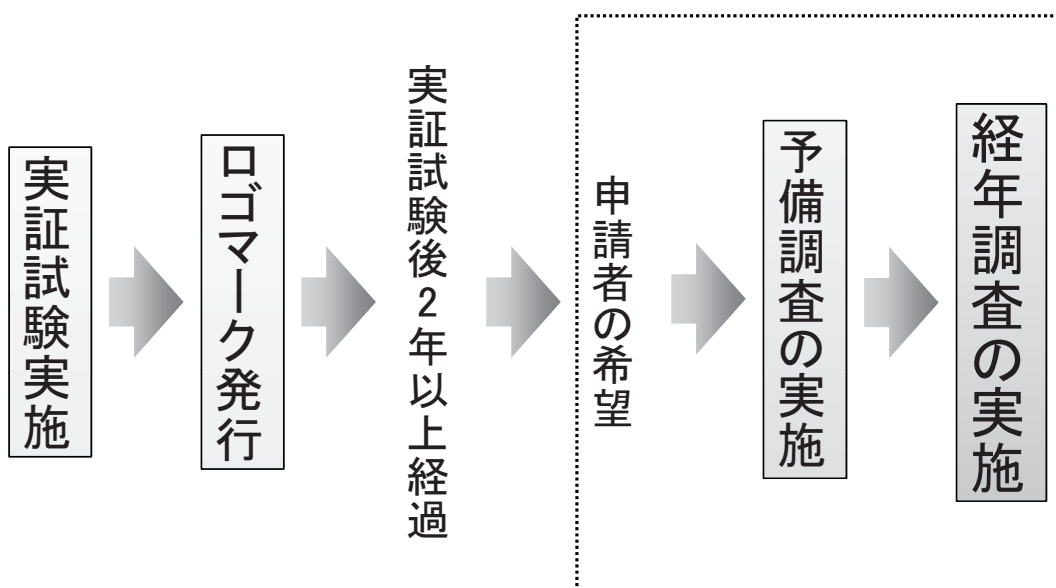 実証試験実施
ロゴマーク発行
実証試験後2年以上経過
申請者の希望
予備調査の実施
経年調査の実施